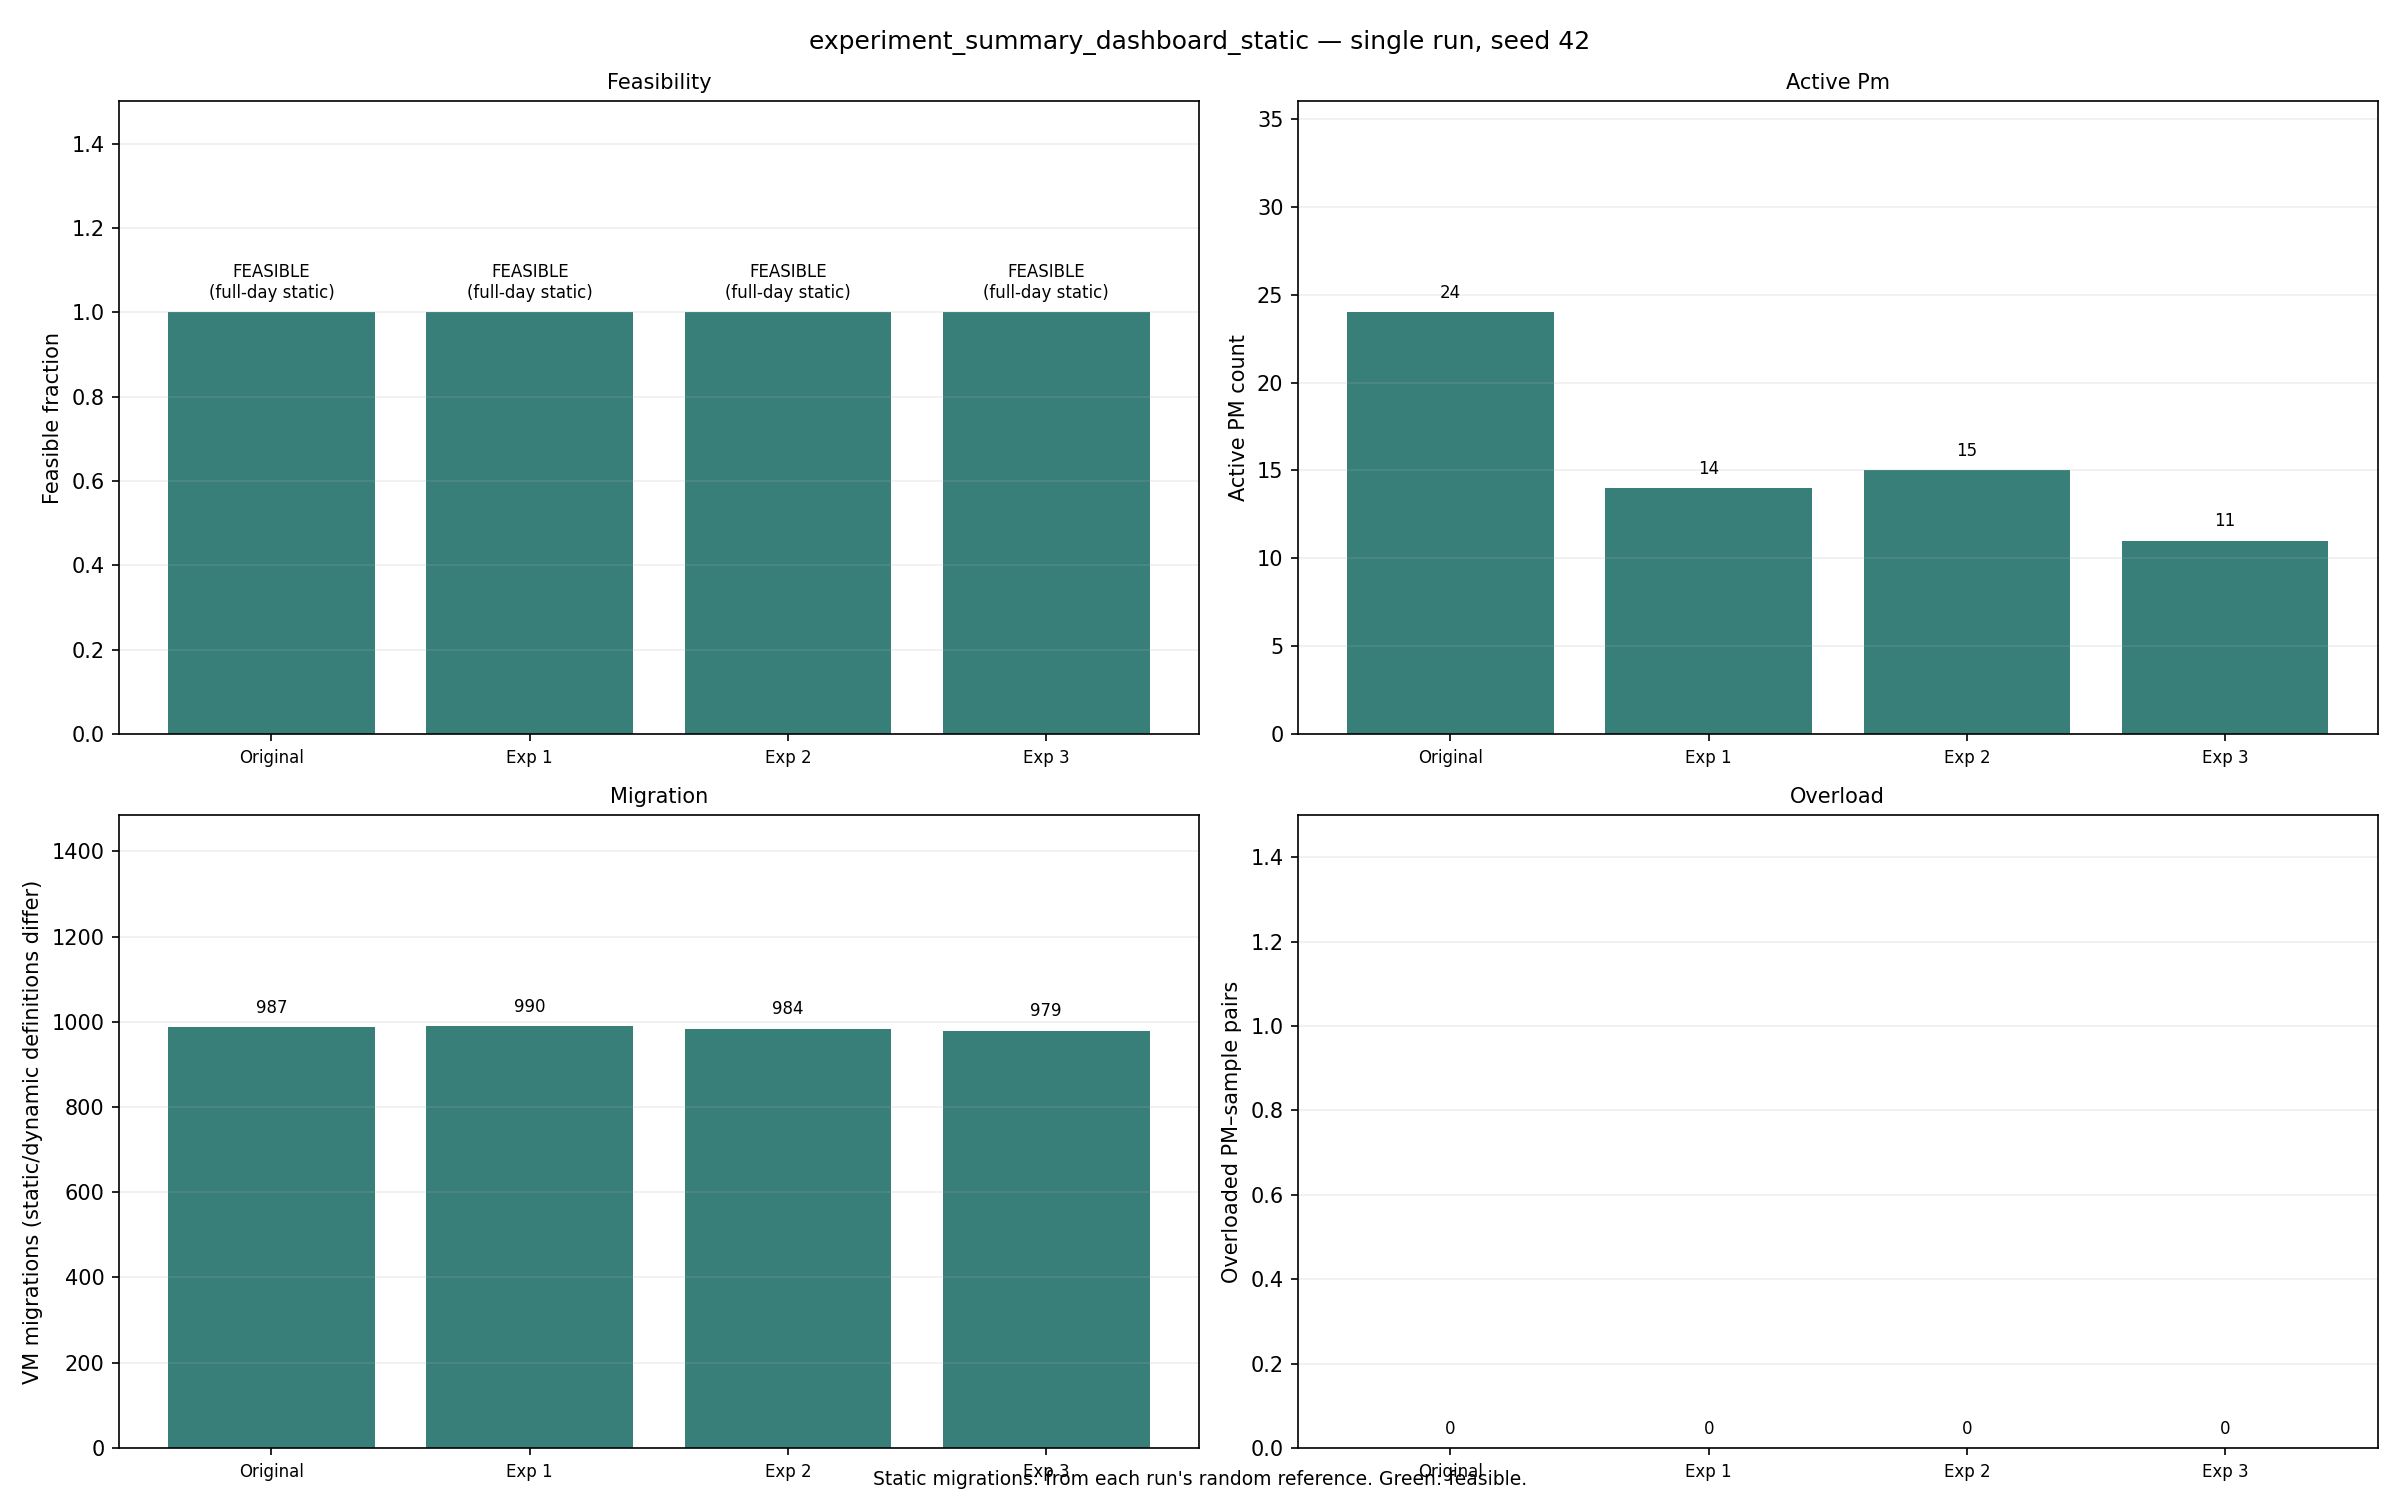 experiment_summary_dashboard_static — single run, seed 42
Feasibility
Feasible fraction
1.4
1.2
1.0
0.8
0.6
0.4
0.2
0.0
FEASIBLE
(full-day static)
FEASIBLE
(full-day static)
FEASIBLE
(full-day static)
FEASIBLE
(full-day static)
Original
Exp 1
Exp 2
Exp 3
Active Pm
Active PM count
35
30
25
20
15
10
5
0
24
14
15
11
Original
Exp 1
Exp 2
Exp 3
Migration
VM migrations (static/dynamic definitions differ)
1400
1200
1000
800
600
400
200
0
987
990
984
979
Original
Exp 1
Exp 2
Exp 3
Overload
Overloaded PM–sample pairs
1.4
1.2
1.0
0.8
0.6
0.4
0.2
0.0
0
0
0
0
Original
Exp 1
Exp 2
Exp 3
Static migrations: from each run's random reference. Green: feasible.